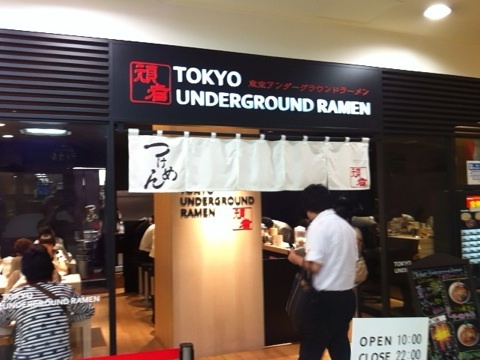 頑者
TOKYO
東京アンダーグラウンドラーメン
UNDERGROUND RAMEN
つけめん
頑者
TOKYO
UNDERGROUND
RAMEN
頑者
TOKYO
UNDERGROUND RAMEN
TOKYO
UNDERGR
OPEN 10:00
CLOSE 22:00